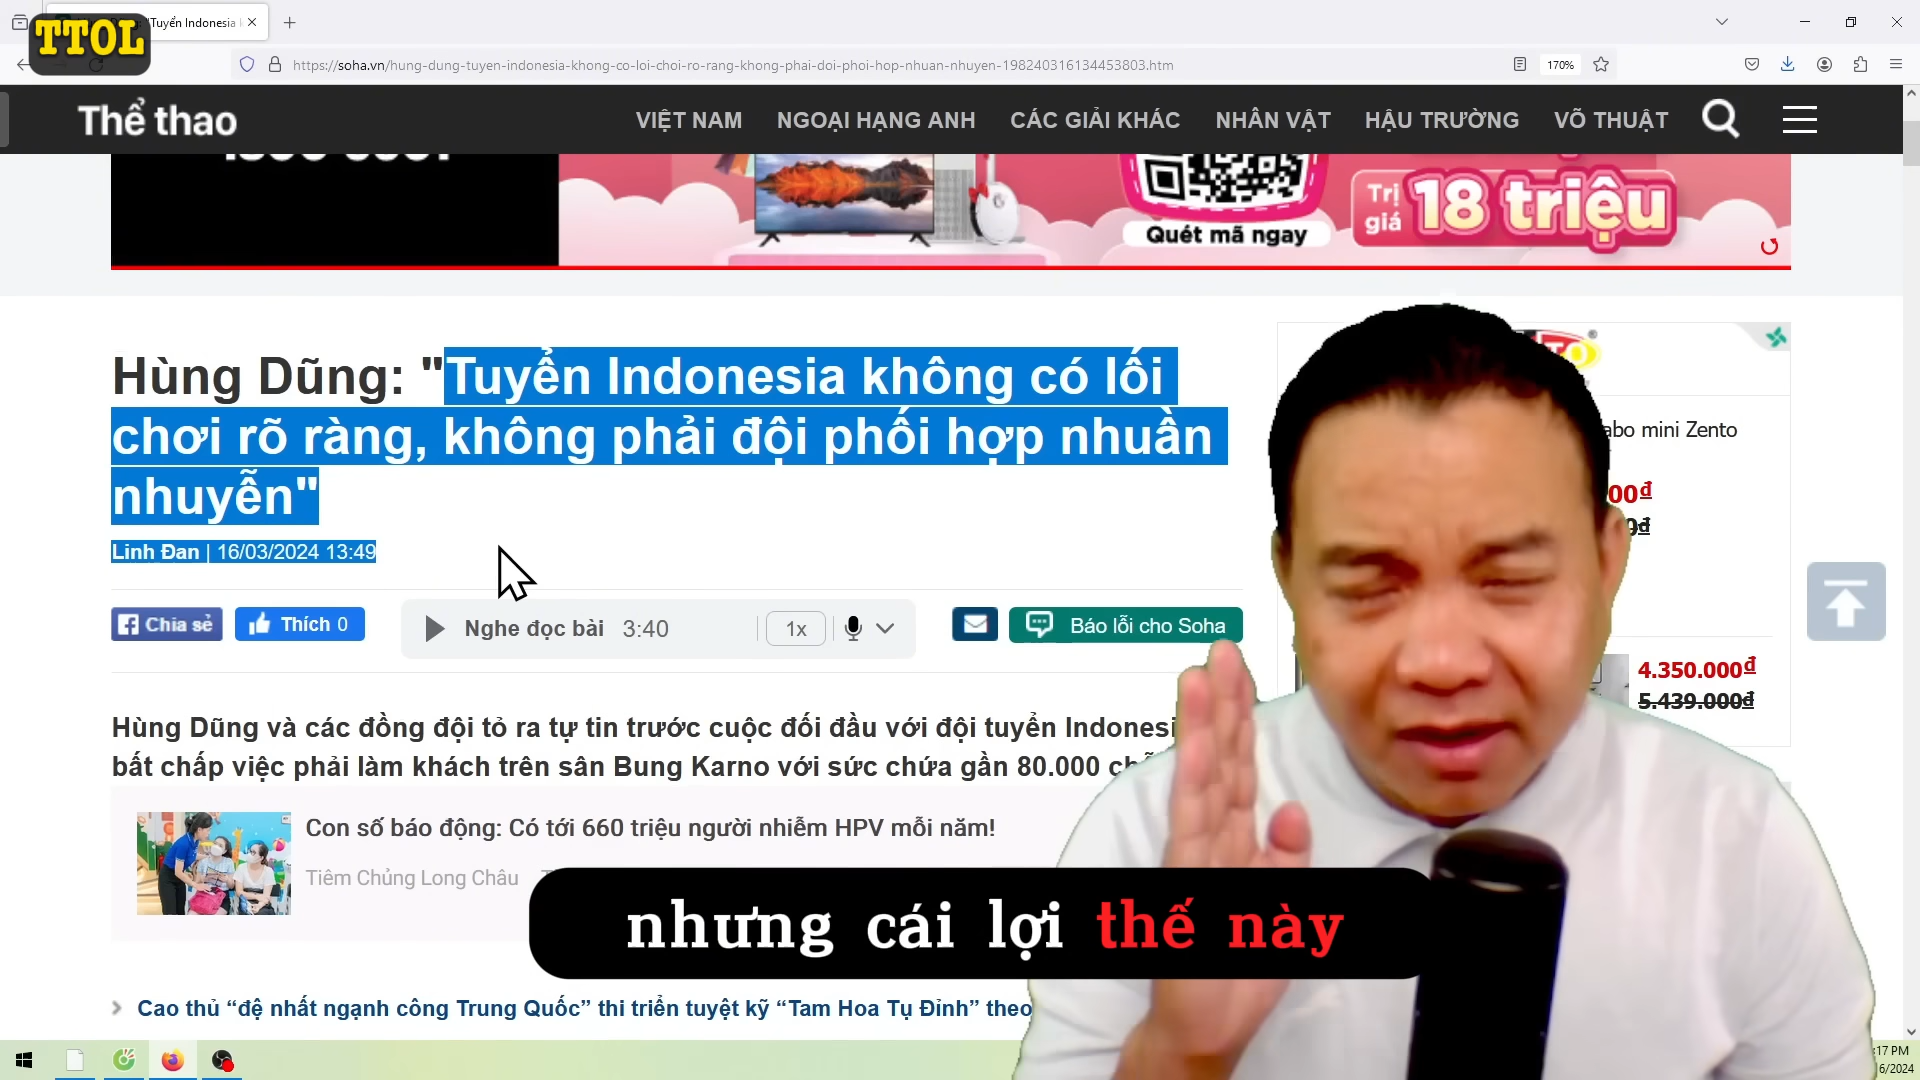 "Tuyển Indonesia
TTOL
https://soha.vn/hung-dung-tuyen-indonesia-khong-co-loi-choi-ro-rang-khong-phai-doi-phoi-hop-nhuan-nhuyen-198240316134453803.htm
170%
Thể thao
VIỆT NAM NGOẠI HẠNG ANH CÁC GIẢI KHÁC NHÂN VẬT HẬU TRƯỜNG VÕ THUẬT
Quét mã ngay
Trị giá 18 triệu
Hùng Dũng: "Tuyển Indonesia không có lối
chơi rõ ràng, không phải đội phối hợp nhuần
nhuyễn"
Linh Đan | 16/03/2024 13:49
Chia sẻ
Thích 0
Nghe đọc bài 3:40
1x
Báo lỗi cho Soha
mini Zento
4.350.000đ
5.439.000đ
Hùng Dũng và các đồng đội tỏ ra tự tin trước cuộc đối đầu với đội tuyển
bất chấp việc phải làm khách trên sân Bung Karno với sức chứa gần 80.000
Con số báo động: Có tới 660 triệu người nhiễm HPV mỗi năm!
Tiêm Chủng Long Châu
nhưng cái lợi thế này
Cao thủ “đệ nhất ngạnh công Trung Quốc” thi triển tuyệt kỹ “Tam Hoa Tụ Đỉnh” theo
:17 PM
6/2024